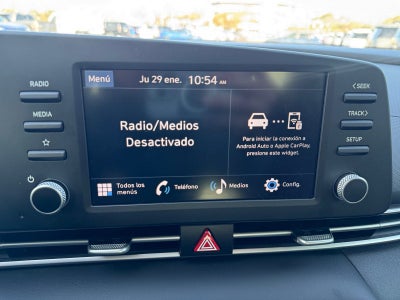 RADIO
MEDIA
Menú
Ju 29 ene. 10:54 AM
Radio/Medios
Desactivado
Para iniciar la conexión a
Android Auto o Apple CarPlay,
presione este widget.
Todos los
menús
Teléfono
Medios
Config.
SEEK
TRACK
SETUP